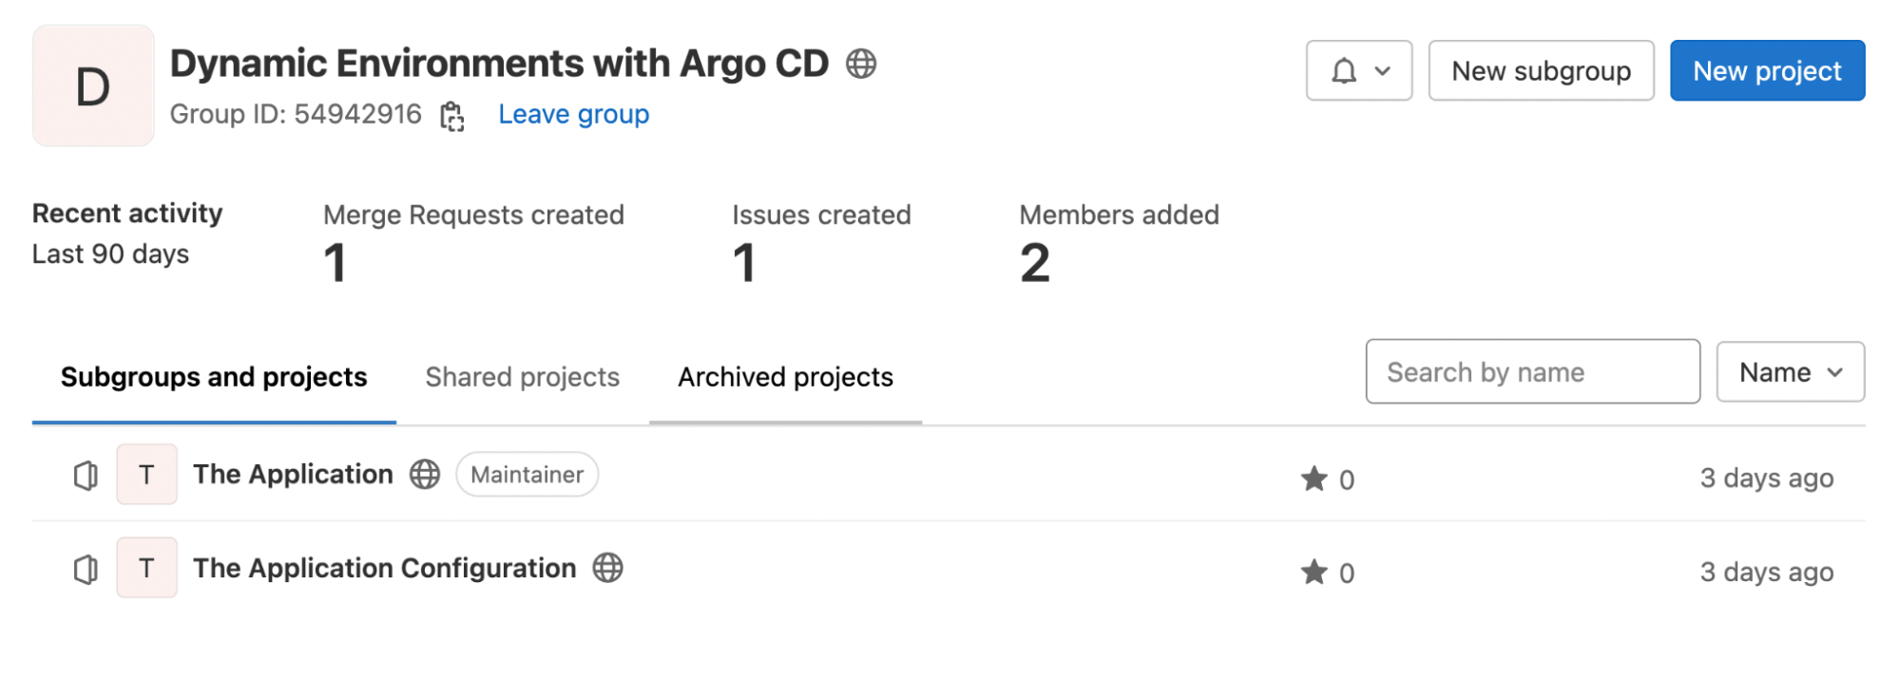 D
Dynamic Environments with Argo CD
Group ID: 54942916 Leave group
New subgroup
New project
Recent activity
Last 90 days
Merge Requests created
1
Issues created
1
Members added
2
Subgroups and projects
Shared projects
Archived projects
Search by name
Name
T The Application Maintainer 0 3 days ago
T The Application Configuration 0 3 days ago